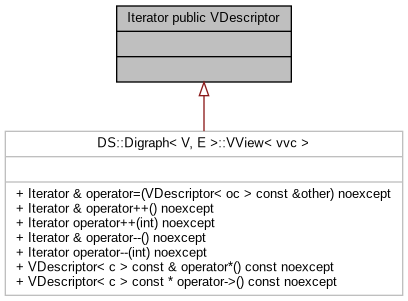 Iterator public VDescriptor
DS::Digraph< V, E >::VView< vvc >
+ Iterator & operator=(VDescriptor< oc > const &other) noexcept
+ Iterator & operator++() noexcept
+ Iterator operator++(int) noexcept
+ Iterator & operator--() noexcept
+ Iterator operator--(int) noexcept
+ VDescriptor< c > const & operator*() const noexcept
+ VDescriptor< c > const * operator->() const noexcept